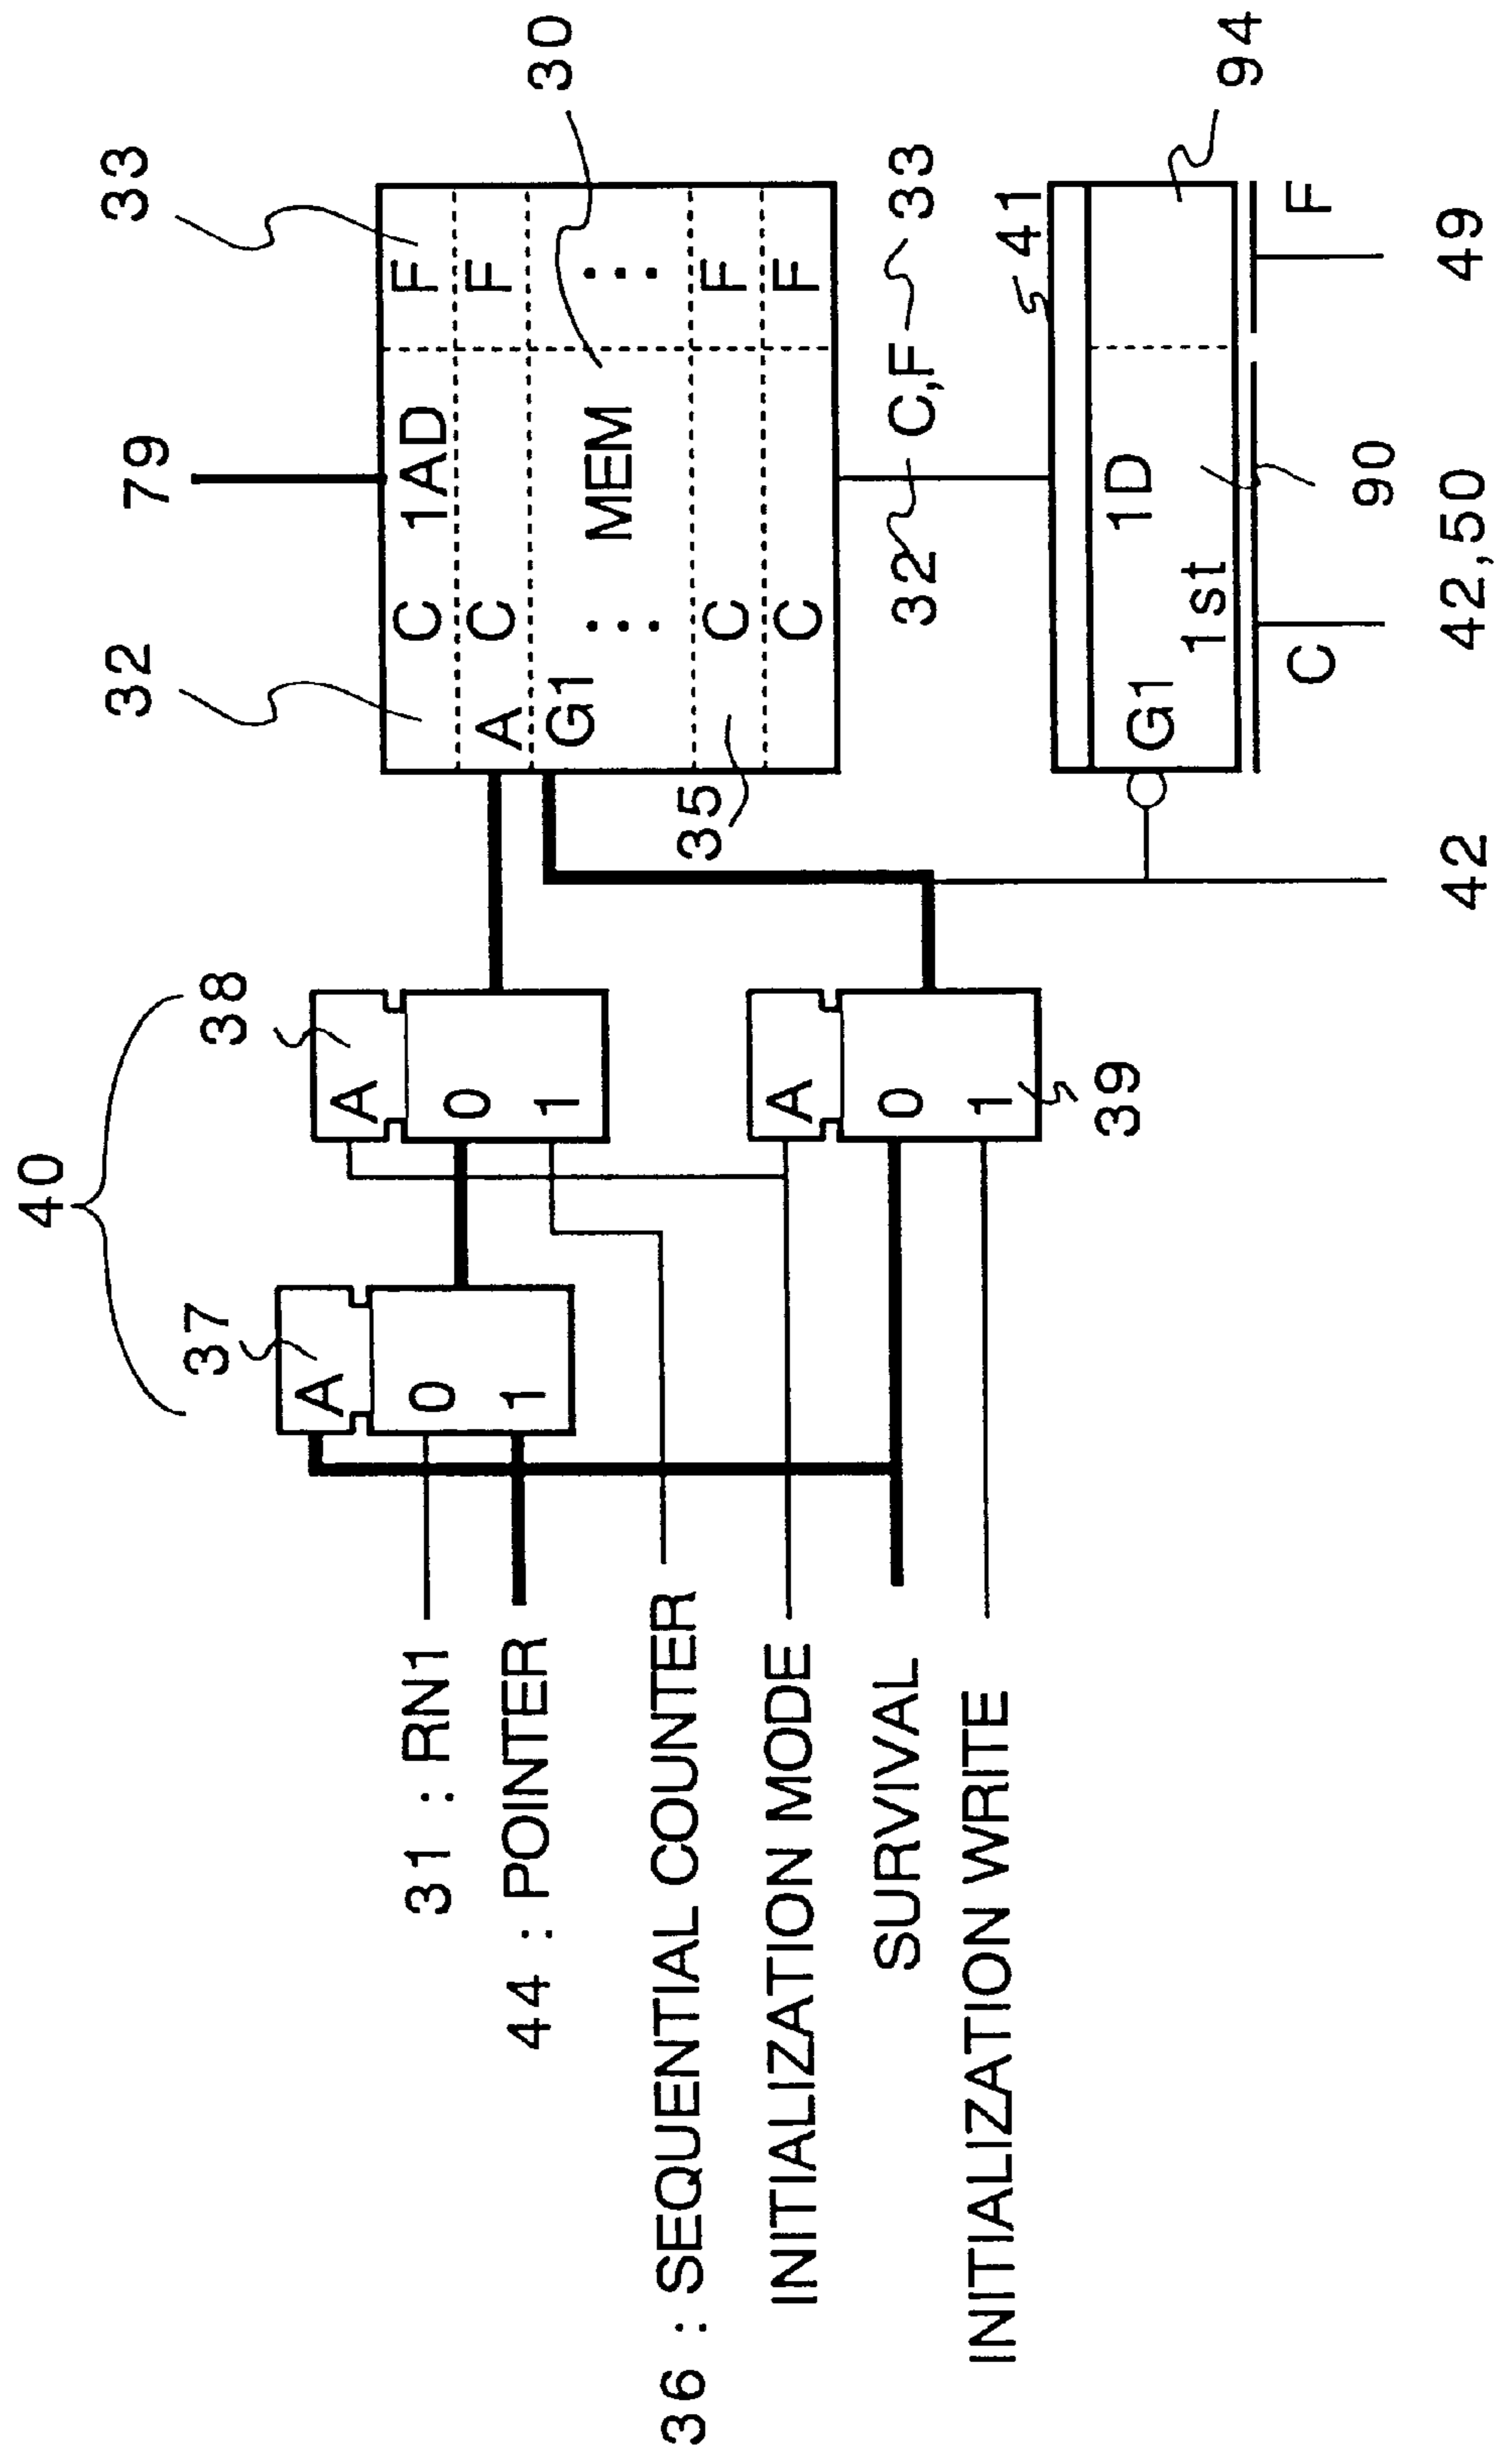 40
37
A
0
1
38
A
0
1
A
0
1
39
32
79
33
C 1AD F
A C F
G1 ⋮ MEM ⋮
C F
C F
30
35
32 C,F 33
41
G1 1D
1st
94
90
C
F
42
42,50
49
31 : RN1
44 : POINTER
36 : SEQUENTIAL COUNTER
INITIALIZATION MODE
SURVIVAL
INITIALIZATION WRITE